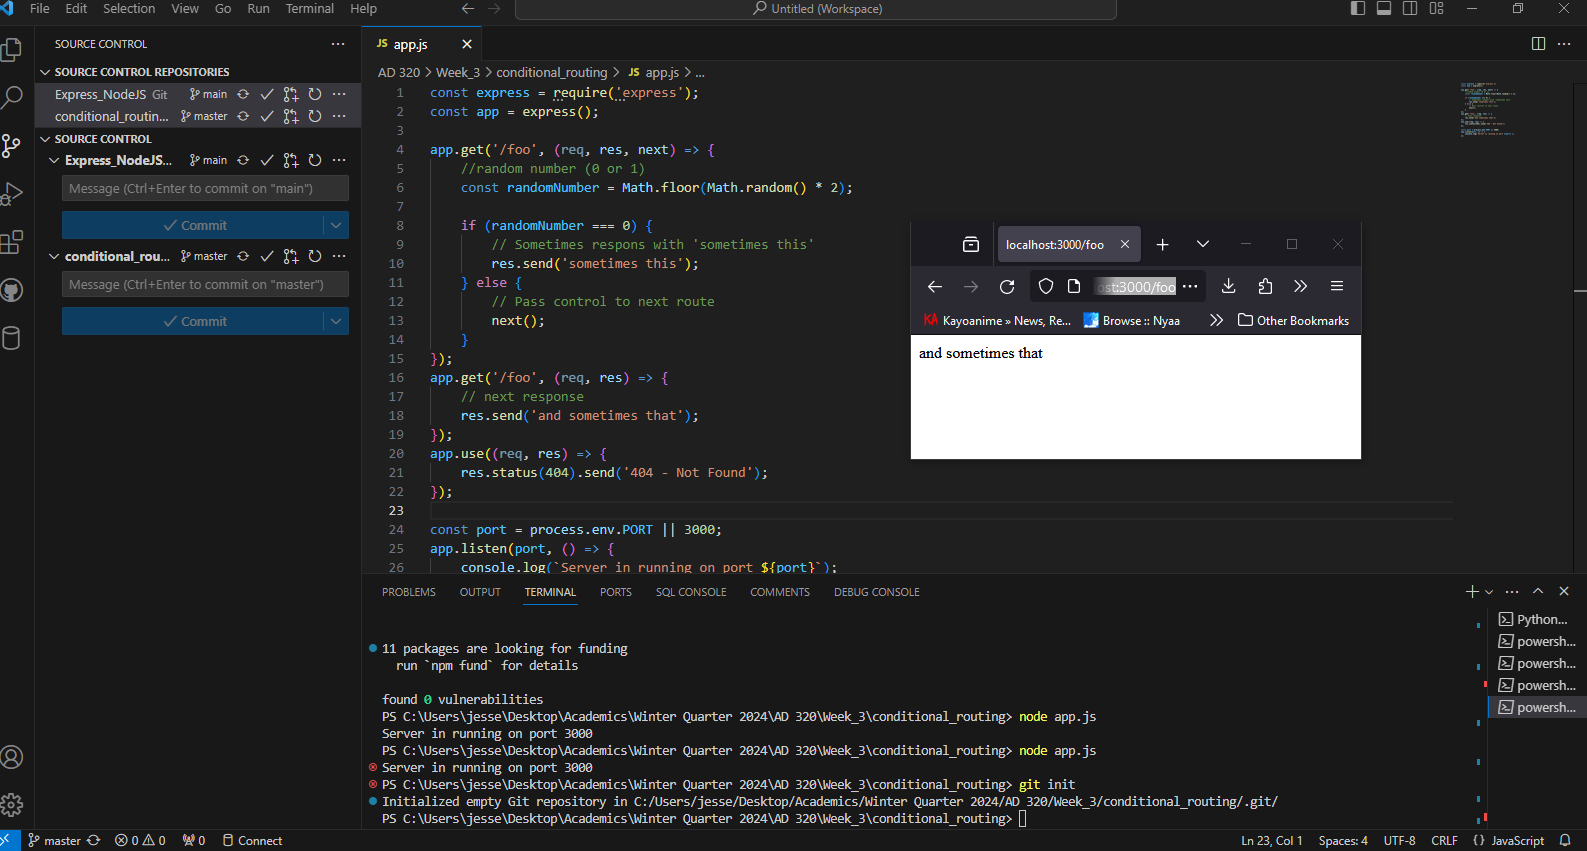 File Edit Selection View Go Run Terminal Help
Untitled (Workspace)
SOURCE CONTROL
SOURCE CONTROL REPOSITORIES
Express_NodeJS Git main
conditional_routin... master
SOURCE CONTROL
Express_NodeJS... main
Message (Ctrl+Enter to commit on "main")
Commit
conditional_rou... master
Message (Ctrl+Enter to commit on "master")
Commit
JS app.js
AD 320 > Week_3 > conditional_routing > JS app.js > ...
1 const express = require('express');
2 const app = express();
3
4 app.get('/foo', (req, res, next) => {
5 //random number (0 or 1)
6 const randomNumber = Math.floor(Math.random() * 2);
7
8 if (randomNumber === 0) {
9 // Sometimes respons with 'sometimes this'
10 res.send('sometimes this');
11 } else {
12 // Pass control to next route
13 next();
14 }
15 });
16 app.get('/foo', (req, res) => {
17 // next response
18 res.send('and sometimes that');
19 });
20 app.use((req, res) => {
21 res.status(404).send('404 - Not Found');
22 });
23
24 const port = process.env.PORT || 3000;
25 app.listen(port, () => {
26 console.log(`Server in running on port ${port}`);
localhost:3000/foo
ost:3000/foo
KA Kayoanime » News, Re... Browse :: Nyaa Other Bookmarks
and sometimes that
PROBLEMS OUTPUT TERMINAL PORTS SQL CONSOLE COMMENTS DEBUG CONSOLE
11 packages are looking for funding
run `npm fund` for details
found 0 vulnerabilities
PS C:\Users\jesse\Desktop\Academics\Winter Quarter 2024\AD 320\Week_3\conditional_routing> node app.js
Server in running on port 3000
PS C:\Users\jesse\Desktop\Academics\Winter Quarter 2024\AD 320\Week_3\conditional_routing> node app.js
Server in running on port 3000
PS C:\Users\jesse\Desktop\Academics\Winter Quarter 2024\AD 320\Week_3\conditional_routing> git init
Initialized empty Git repository in C:/Users/jesse/Desktop/Academics/Winter Quarter 2024/AD 320/Week_3/conditional_routing/.git/
PS C:\Users\jesse\Desktop\Academics\Winter Quarter 2024\AD 320\Week_3\conditional_routing>
Python...
powersh...
powersh...
powersh...
powersh...
master 0 0 0 Connect
Ln 23, Col 1 Spaces: 4 UTF-8 CRLF {} JavaScript